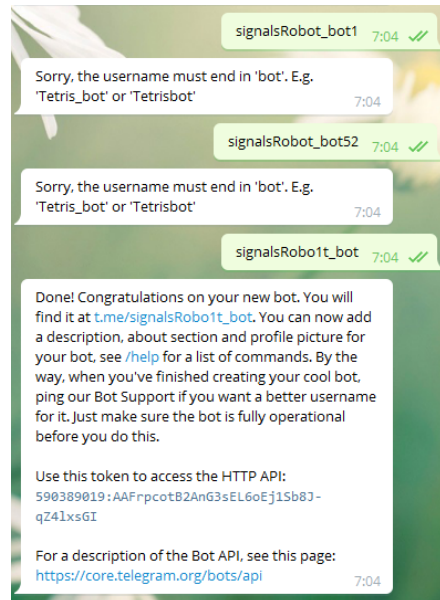 signalsRobot_bot1 7:04
Sorry, the username must end in 'bot'. E.g.
'Tetris_bot' or 'Tetrisbot'
7:04
signalsRobot_bot52 7:04
Sorry, the username must end in 'bot'. E.g.
'Tetris_bot' or 'Tetrisbot'
7:04
signalsRobo1t_bot 7:04
Done! Congratulations on your new bot. You will
find it at t.me/signalsRobo1t_bot. You can now add
a description, about section and profile picture for
your bot, see /help for a list of commands. By the
way, when you've finished creating your cool bot,
ping our Bot Support if you want a better username
for it. Just make sure the bot is fully operational
before you do this.
Use this token to access the HTTP API:
590389019:AAFrpcotB2AnG3sEL6oEj1Sb8J-
qZ4lxsGI
For a description of the Bot API, see this page:
https://core.telegram.org/bots/api
7:04